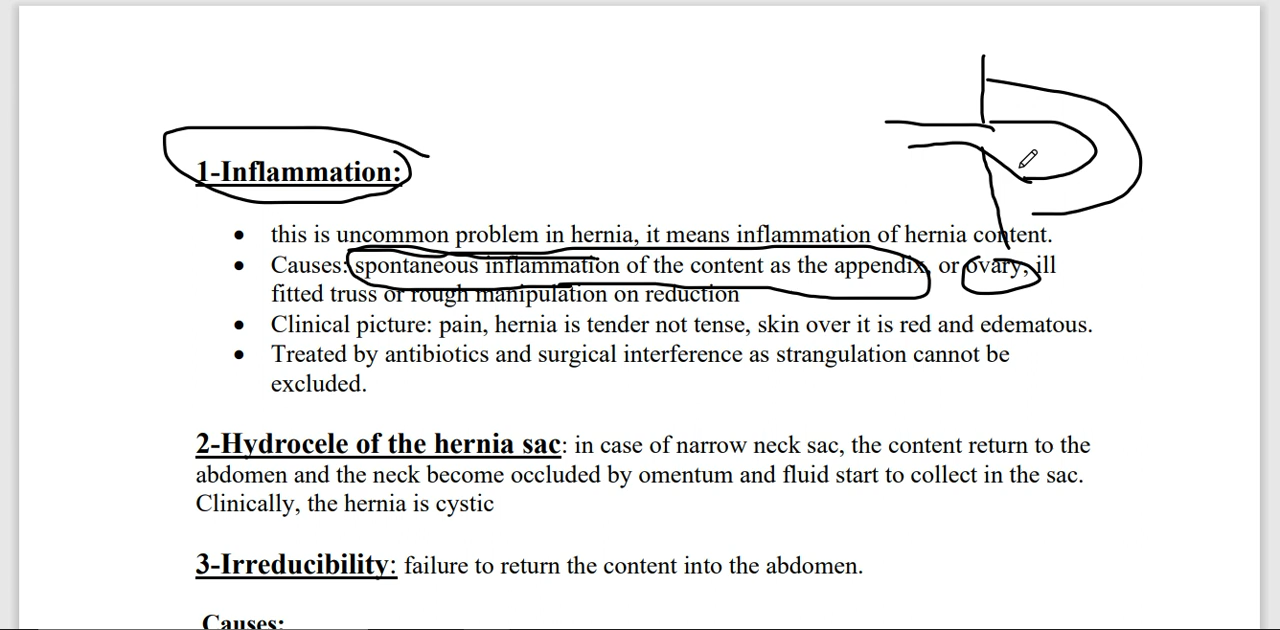 1-Inflammation:
• this is uncommon problem in hernia, it means inflammation of hernia content.
• Causes: spontaneous inflammation of the content as the appendix, or ovary, ill
fitted truss or rough manipulation on reduction
• Clinical picture: pain, hernia is tender not tense, skin over it is red and edematous.
• Treated by antibiotics and surgical interference as strangulation cannot be
excluded.
2-Hydrocele of the hernia sac: in case of narrow neck sac, the content return to the
abdomen and the neck become occluded by omentum and fluid start to collect in the sac.
Clinically, the hernia is cystic
3-Irreducibility: failure to return the content into the abdomen.
Causes: